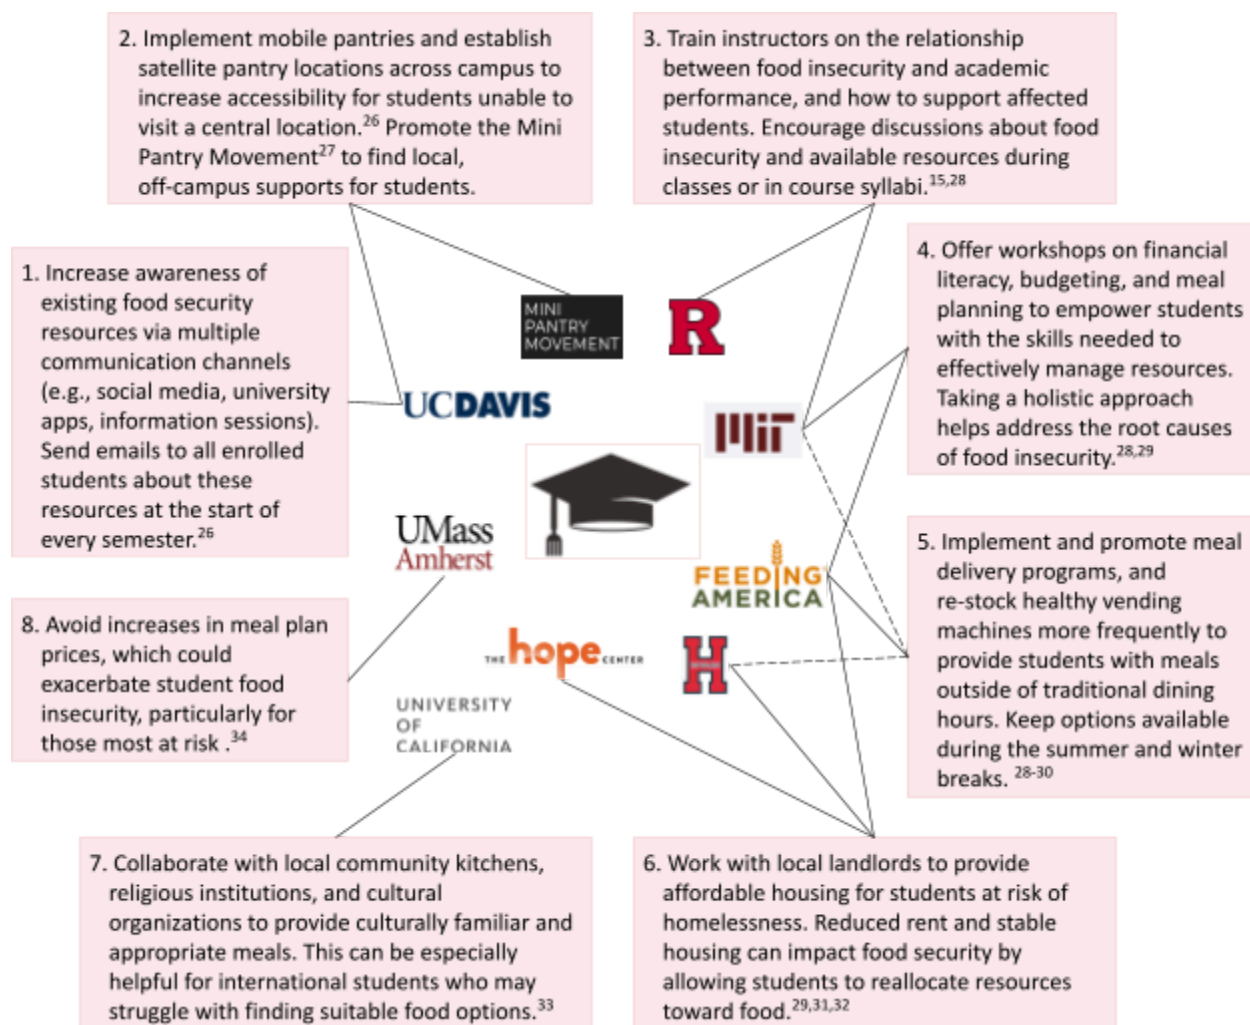 2. Implement mobile pantries and establish
satellite pantry locations across campus to
increase accessibility for students unable to
visit a central location.26 Promote the Mini
Pantry Movement27 to find local,
off-campus supports for students.
3. Train instructors on the relationship
between food insecurity and academic
performance, and how to support affected
students. Encourage discussions about food
insecurity and available resources during
classes or in course syllabi.15,28
1. Increase awareness of
existing food security
resources via multiple
communication channels
(e.g., social media, university
apps, information sessions).
Send emails to all enrolled
students about these
resources at the start of
every semester.26
4. Offer workshops on financial
literacy, budgeting, and meal
planning to empower students
with the skills needed to
effectively manage resources.
Taking a holistic approach
helps address the root causes
of food insecurity.28,29
MINI
PANTRY
MOVEMENT
R
UCDAVIS
MIT
UMass
Amherst
FEEDING
AMERICA
THE hope CENTER
H
UNIVERSITY
OF
CALIFORNIA
8. Avoid increases in meal plan
prices, which could
exacerbate student food
insecurity, particularly for
those most at risk .34
5. Implement and promote meal
delivery programs, and
re-stock healthy vending
machines more frequently to
provide students with meals
outside of traditional dining
hours. Keep options available
during the summer and winter
breaks. 28-30
7. Collaborate with local community kitchens,
religious institutions, and cultural
organizations to provide culturally familiar and
appropriate meals. This can be especially
helpful for international students who may
struggle with finding suitable food options.33
6. Work with local landlords to provide
affordable housing for students at risk of
homelessness. Reduced rent and stable
housing can impact food security by
allowing students to reallocate resources
toward food.29,31,32